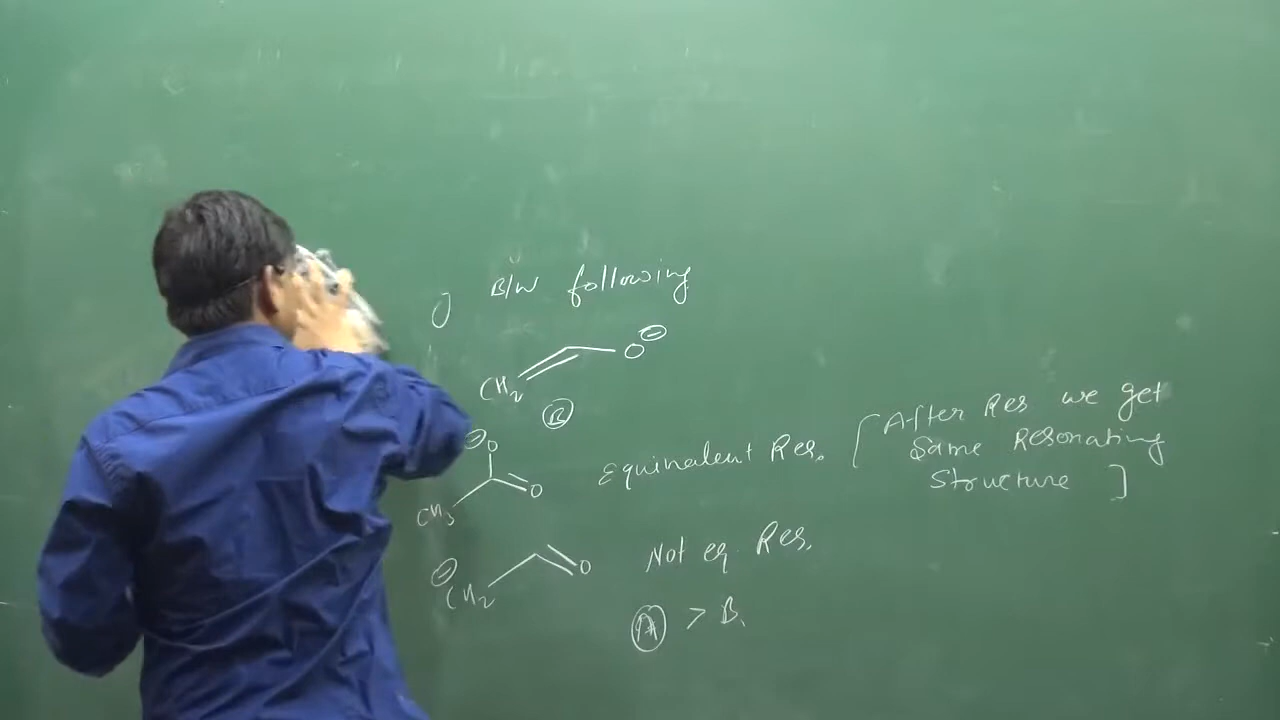 B/W following
CH₂ O⊖
Ⓑ
⊖O
O
CH₃
Equivalent Res. [After Res we get
Same Resonating
Structure ]
⊖
CH₂ O
Not eq. Res.
Ⓐ > B.